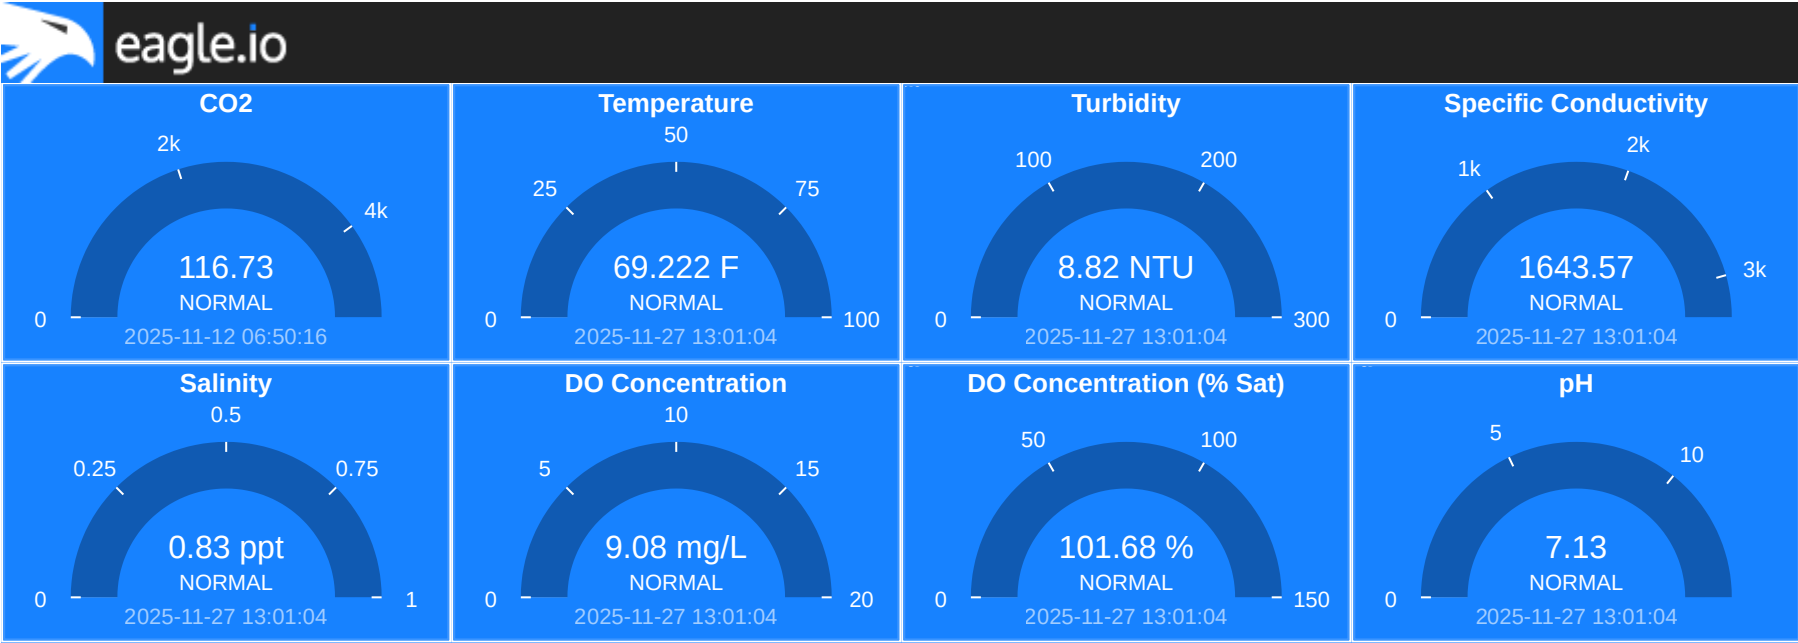 eagle.io
CO2
2k
4k
0
116.73
NORMAL
2025-11-12 06:50:16
Temperature
50
25
75
0
100
69.222 F
NORMAL
2025-11-27 13:01:04
Turbidity
100
200
0
300
8.82 NTU
NORMAL
2025-11-27 13:01:04
Specific Conductivity
2k
1k
3k
0
1643.57
NORMAL
2025-11-27 13:01:04
Salinity
0.5
0.25
0.75
0
1
0.83 ppt
NORMAL
2025-11-27 13:01:04
DO Concentration
10
5
15
0
20
9.08 mg/L
NORMAL
2025-11-27 13:01:04
DO Concentration (% Sat)
50
100
0
150
101.68 %
NORMAL
2025-11-27 13:01:04
pH
5
10
0
7.13
NORMAL
2025-11-27 13:01:04